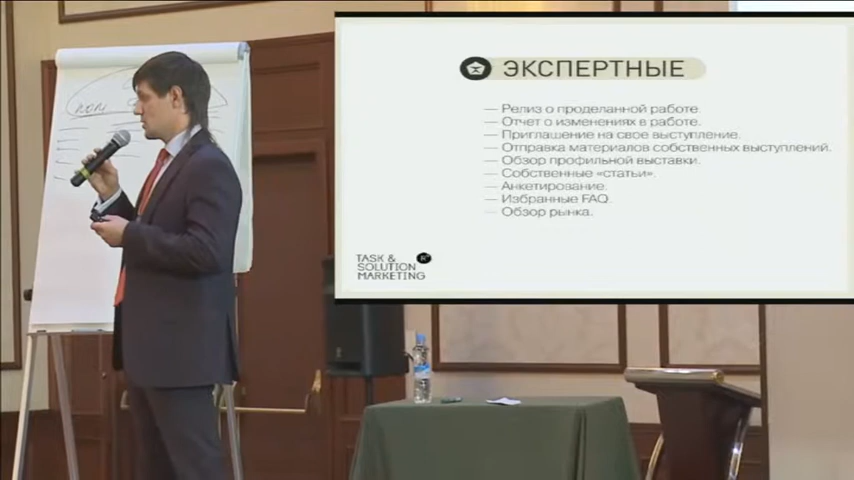 ЭКСПЕРТНЫЕ
— Релиз о проделанной работе.
— Отчет о изменениях в работе.
— Приглашение на свое выступление.
— Отправка материалов собственных выступлений.
— Обзор профильной выставки.
— Собственные «статьи».
— Анкетирование.
— Избранные FAQ.
— Обзор рынка.
TASK &
SOLUTION
MARKETING